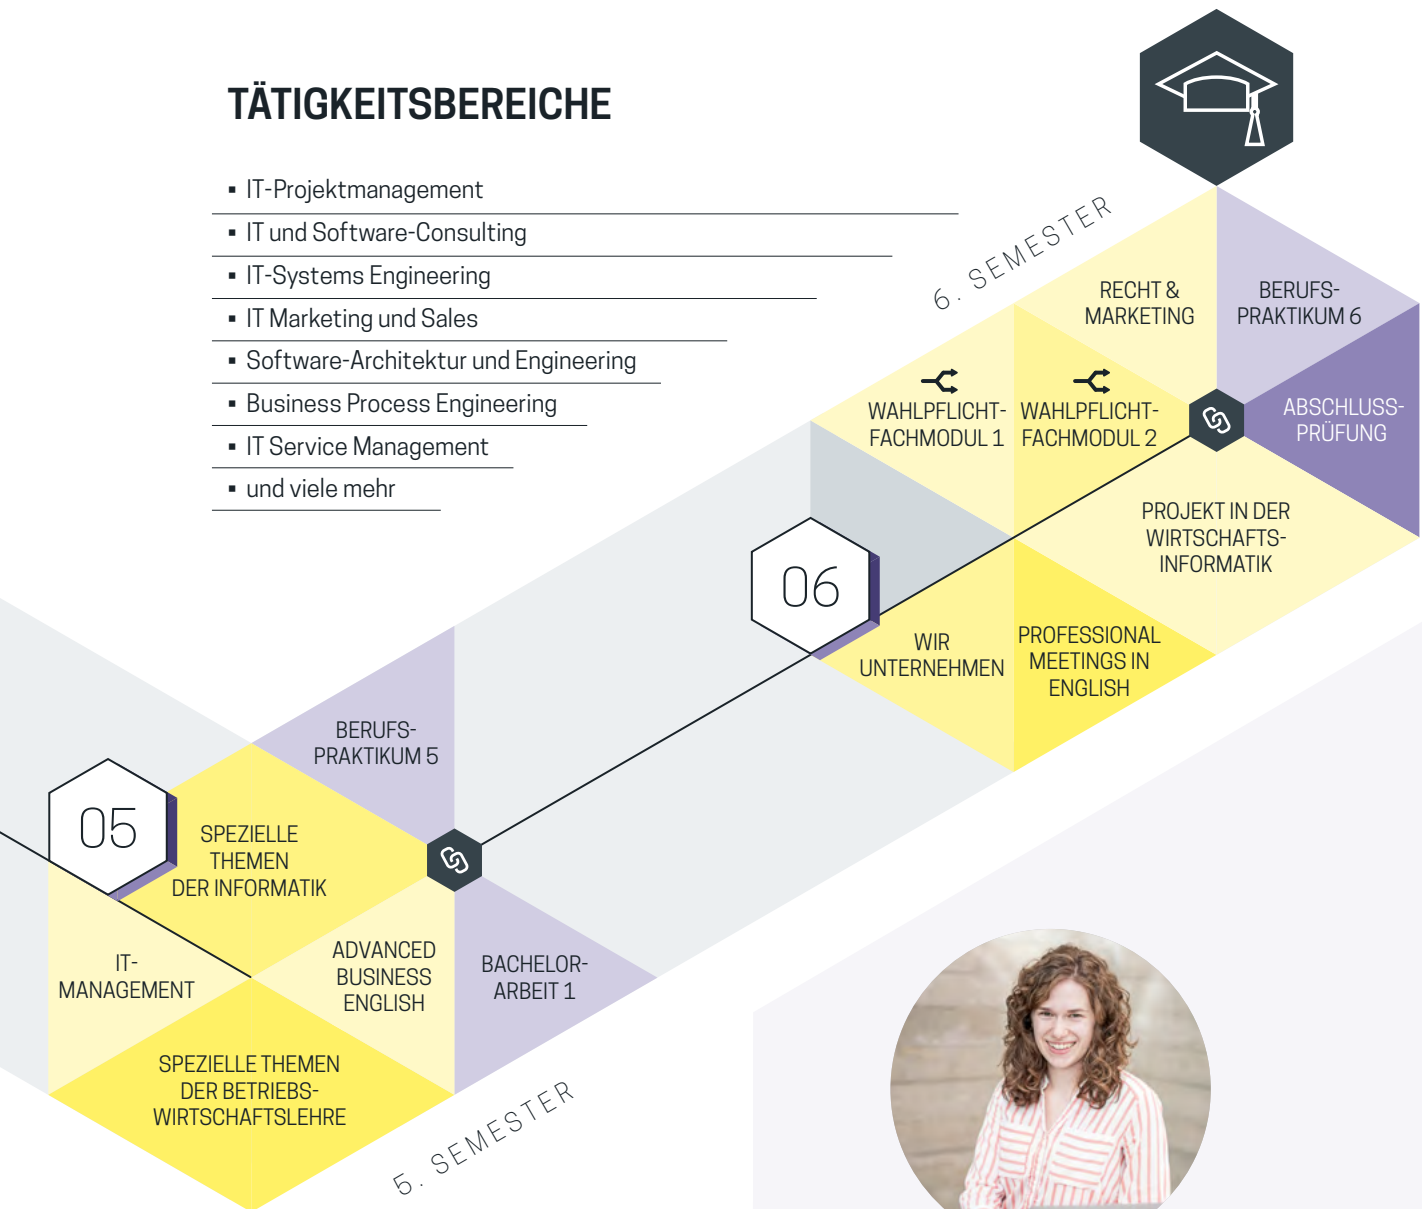 TÄTIGKEITSBEREICHE
▪ IT-Projektmanagement
▪ IT und Software-Consulting
▪ IT-Systems Engineering
▪ IT Marketing und Sales
▪ Software-Architektur und Engineering
▪ Business Process Engineering
▪ IT Service Management
▪ und viele mehr
6. SEMESTER
RECHT &
MARKETING
BERUFS-
PRAKTIKUM 6
WAHLPFLICHT-
FACHMODUL 1
WAHLPFLICHT-
FACHMODUL 2
ABSCHLUSS-
PRÜFUNG
PROJEKT IN DER
WIRTSCHAFTS-
INFORMATIK
06
WIR
UNTERNEHMEN
PROFESSIONAL
MEETINGS IN
ENGLISH
BERUFS-
PRAKTIKUM 5
05
SPEZIELLE
THEMEN
DER INFORMATIK
IT-
MANAGEMENT
ADVANCED
BUSINESS
ENGLISH
BACHELOR-
ARBEIT 1
SPEZIELLE THEMEN
DER BETRIEBS-
WIRTSCHAFTSLEHRE
5. SEMESTER